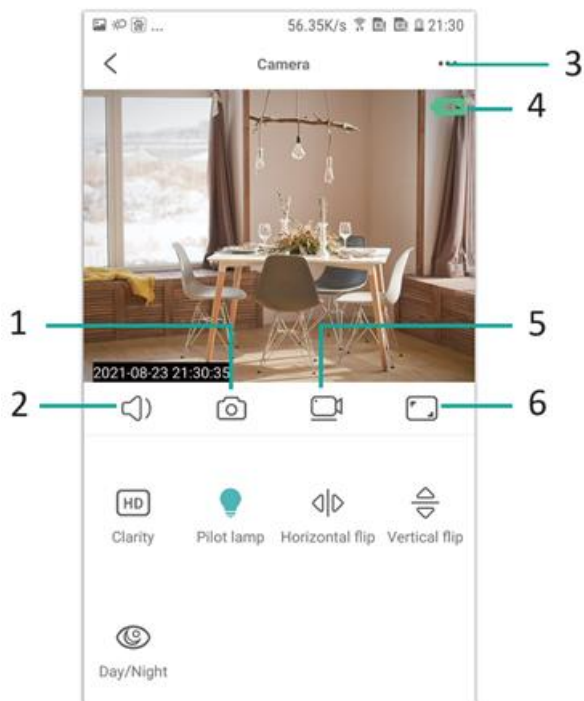 ... 56.35K/s 21:30
Camera ... 3
4
1 5
2021-08-23 21:30:35
2 6
HD
Clarity Pilot lamp Horizontal flip Vertical flip
Day/Night